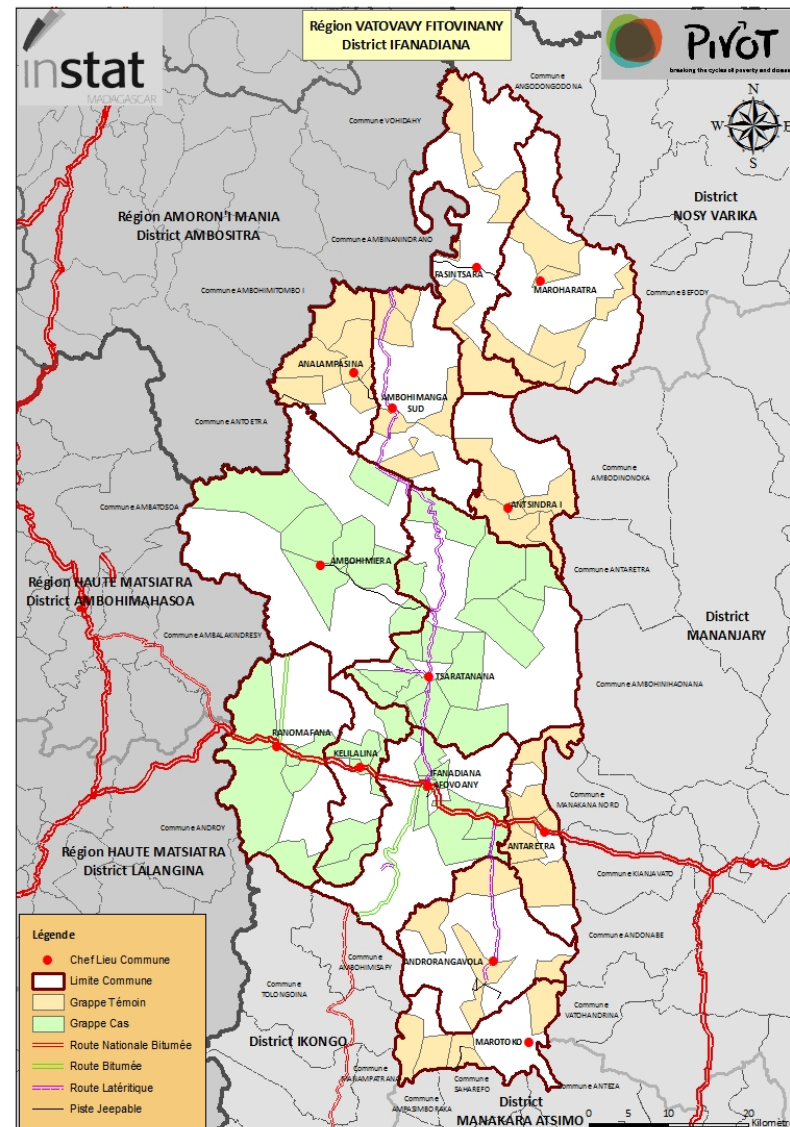 instat
MADAGASCAR
Région VATOVAVY FITOVINANY
District IFANADIANA
PIVOT
breaking the cycles of poverty and disease
N
W
E
S
Commune
ANGODONGODONA
Commune VOHIDAHY
District
NOSY VARIKA
Région AMORON'I MANIA
District AMBOSITRA
Commune AMBINANINDRANO
FASINTSARA
MAROHARATRA
Commune BEFODY
Commune AMBOHIMITOMBO I
ANALAMPASINA
AMBOHIMANGA
SUD
Commune ANTOETRA
Commune
AMBODINONOKA
ANTSINDRA I
Commune AMBATOSOA
AMBOHIMIERA
Commune ANTARETRA
Région HAUTE MATSIATRA
District AMBOHIMAHASOA
District
MANANJARY
Commune AMBALAKINDRESY
TSARATANANA
Commune AMBOHINIHAONANA
RANOMAFANA
KELILALINA
IFANADIANA
AFOVOANY
Commune
MANAKANA NORD
Commune ANDROY
ANTARETRA
Région HAUTE MATSIATRA
District LALANGINA
Commune KIANJAVATO
Commune ANDONABE
Commune
AMBOHIMISAFY
ANDRORANGAVOLA
Commune
TOLONGOINA
Commune
VATOHANDRINA
District IKONGO
MAROTOKO
Commune
MANAMPATRANA
Commune
SAHAREFO
Commune ANTEZA
Commune
AMPASIMBORAKA
District
MANAKARA ATSIMO
Légende
Chef Lieu Commune
Limite Commune
Grappe Témoin
Grappe Cas
Route Nationale Bitumée
Route Bitumée
Route Latéritique
Piste Jeepable
0 5 10 20
Kilomètres